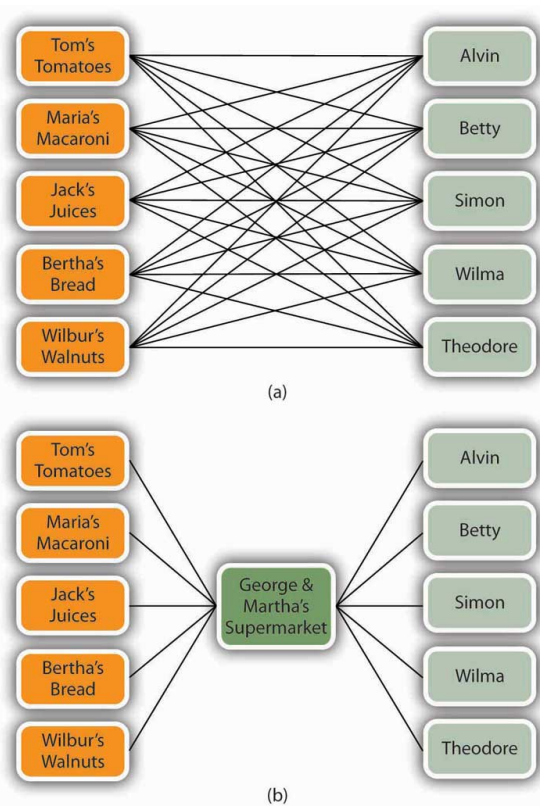 Tom's
Tomatoes
Alvin
Maria's
Macaroni
Betty
Jack's
Juices
Simon
Bertha's
Bread
Wilma
Wilbur's
Walnuts
Theodore
(a)
Tom's
Tomatoes
Alvin
Maria's
Macaroni
Betty
George &
Martha's
Supermarket
Jack's
Juices
Simon
Bertha's
Bread
Wilma
Wilbur's
Walnuts
Theodore
(b)